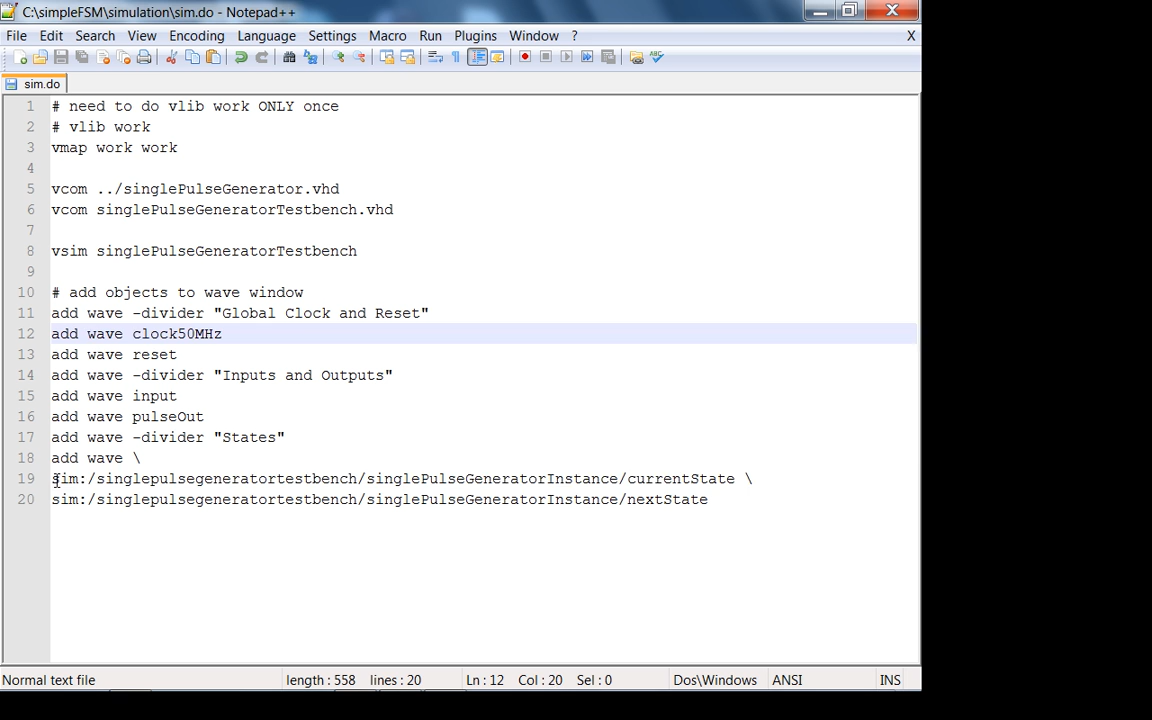 C:\simpleFSM\simulation\sim.do - Notepad++
File Edit Search View Encoding Language Settings Macro Run Plugins Window ? X
sim.do
1 # need to do vlib work ONLY once
2 # vlib work
3 vmap work work
4
5 vcom ../singlePulseGenerator.vhd
6 vcom singlePulseGeneratorTestbench.vhd
7
8 vsim singlePulseGeneratorTestbench
9
10 # add objects to wave window
11 add wave -divider "Global Clock and Reset"
12 add wave clock50MHz
13 add wave reset
14 add wave -divider "Inputs and Outputs"
15 add wave input
16 add wave pulseOut
17 add wave -divider "States"
18 add wave \
19 sim:/singlepulsegeneratortestbench/singlePulseGeneratorInstance/currentState \
20 sim:/singlepulsegeneratortestbench/singlePulseGeneratorInstance/nextState
Normal text file length : 558 lines : 20 Ln : 12 Col : 20 Sel : 0 Dos\Windows ANSI INS